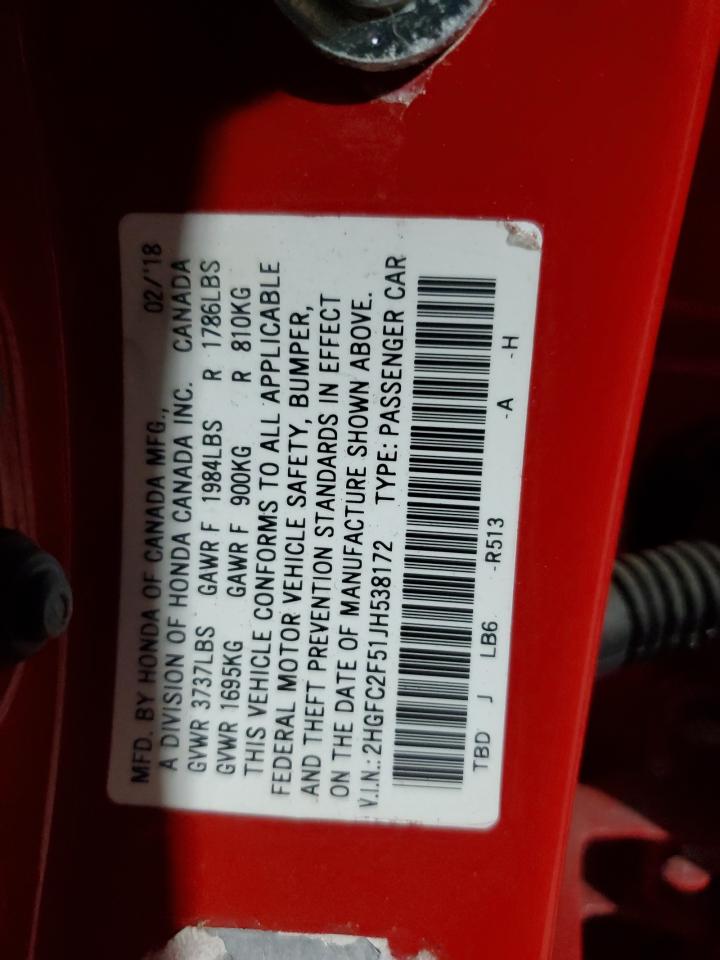 MFD. BY HONDA OF CANADA MFG., 02/'18
A DIVISION OF HONDA CANADA INC. CANADA
GVWR 3737LBS GAWR F 1984LBS R 1786LBS
GVWR 1695KG GAWR F 900KG R 810KG
THIS VEHICLE CONFORMS TO ALL APPLICABLE
FEDERAL MOTOR VEHICLE SAFETY, BUMPER,
AND THEFT PREVENTION STANDARDS IN EFFECT
ON THE DATE OF MANUFACTURE SHOWN ABOVE.
V.I.N.: 2HGFC2F51JH538172 TYPE: PASSENGER CAR
TBD J LB6 -R513 -A -H